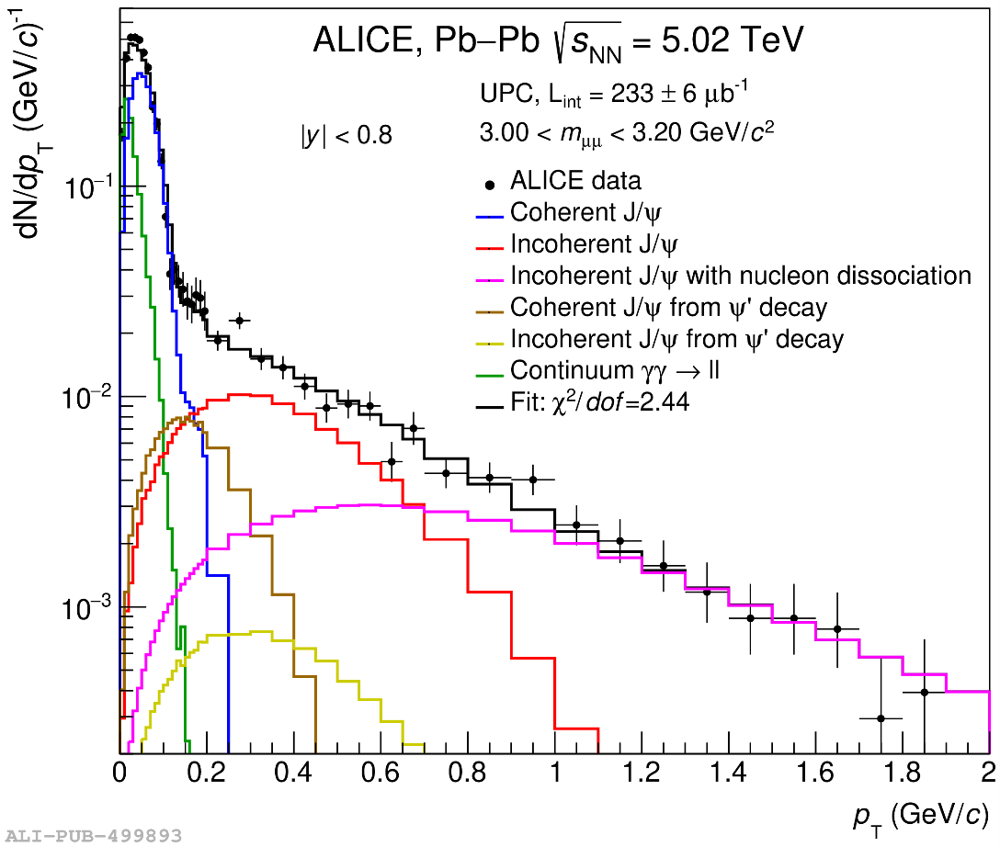 ALICE, Pb−Pb √sNN = 5.02 TeV
UPC, Lint = 233 ± 6 μb-1
|y| < 0.8
3.00 < mμμ < 3.20 GeV/c2
ALICE data
Coherent J/ψ
Incoherent J/ψ
Incoherent J/ψ with nucleon dissociation
Coherent J/ψ from ψ' decay
Incoherent J/ψ from ψ' decay
Continuum γγ → ll
Fit: χ2/dof=2.44
dN/dpT (GeV/c)-1
10−1
10−2
10−3
0 0.2 0.4 0.6 0.8 1 1.2 1.4 1.6 1.8 2
pT (GeV/c)
ALI-PUB-499893